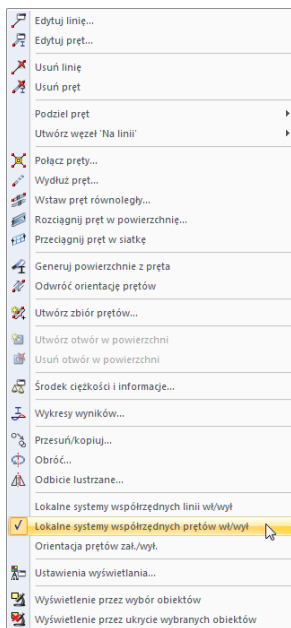 Edytuj linię...
Edytuj pręt...
Usuń linię
Usuń pręt
Podziel pręt
Utwórz węzeł 'Na linii'
Połącz pręty...
Wydłuż pręt...
Wstaw pręt równoległy...
Rozciągnij pręt w powierzchnię...
Przeciągnij pręt w siatkę
Generuj powierzchnie z pręta
Odwróć orientację prętów
Utwórz zbiór prętów...
Utwórz otwór w powierzchni
Usuń otwór w powierzchni
Środek ciężkości i informacje...
Wykresy wyników...
Przesuń/kopiuj...
Obróć...
Odbicie lustrzane...
Lokalne systemy współrzędnych linii wł/wył
Lokalne systemy współrzędnych prętów wł/wył
Orientacja prętów zał./wył.
Ustawienia wyświetlania...
Wyświetlenie przez wybór obiektów
Wyświetlenie przez ukrycie wybranych obiektów